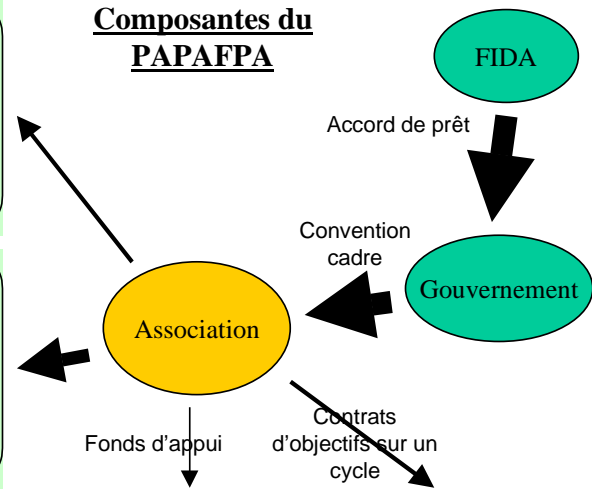 Composantes du
PAPAFPA
FIDA
Accord de prêt
Convention
cadre
Gouvernement
Association
Fonds d'appui
Contrats
d'objectifs sur un
cycle